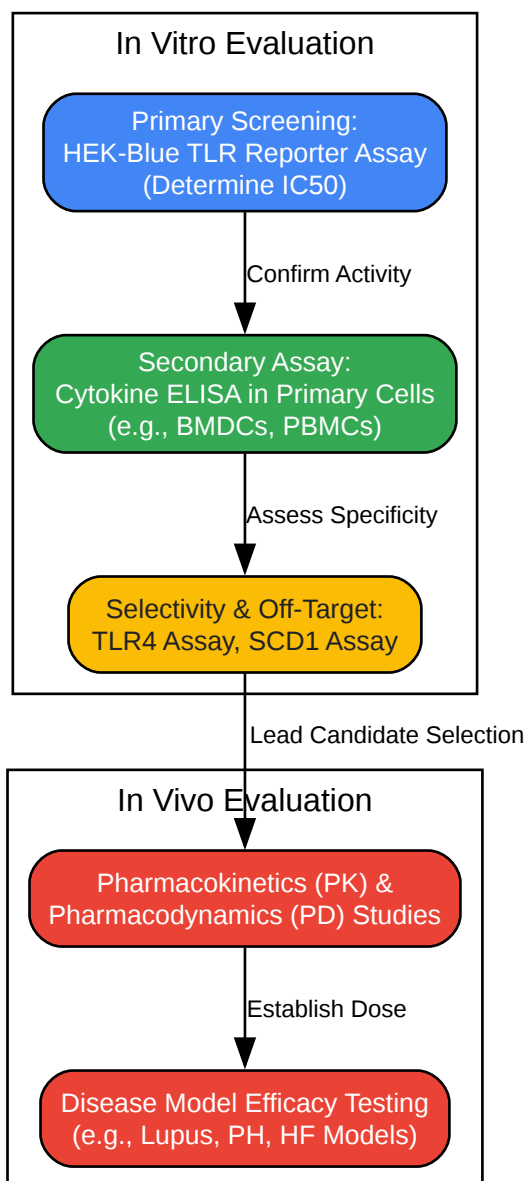 In Vitro Evaluation
Primary Screening:
HEK-Blue TLR Reporter Assay
(Determine IC50)
Confirm Activity
Secondary Assay:
Cytokine ELISA in Primary Cells
(e.g., BMDCs, PBMCs)
Assess Specificity
Selectivity & Off-Target:
TLR4 Assay, SCD1 Assay
Lead Candidate Selection
In Vivo Evaluation
Pharmacokinetics (PK) &
Pharmacodynamics (PD) Studies
Establish Dose
Disease Model Efficacy Testing
(e.g., Lupus, PH, HF Models)